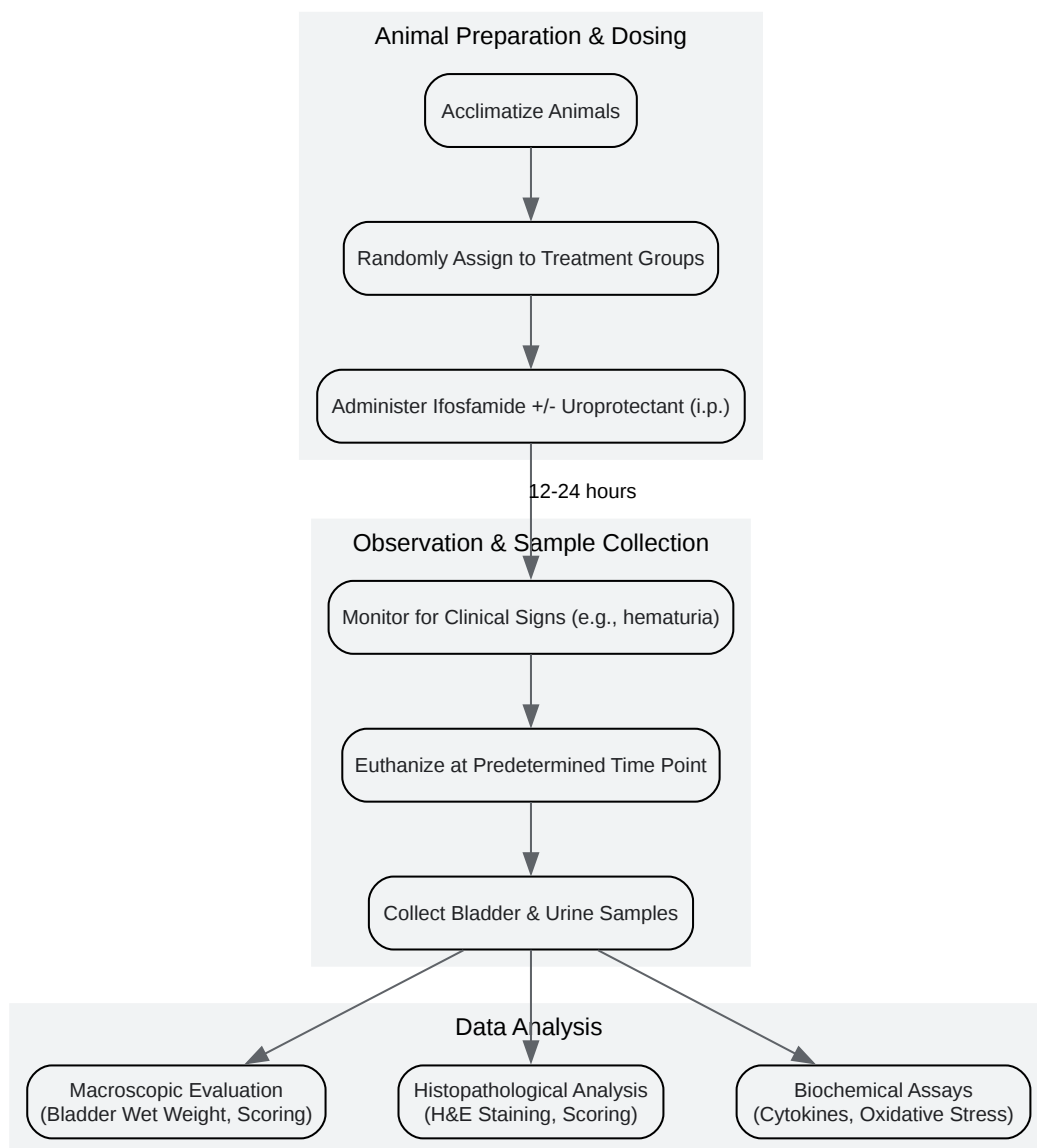 Animal Preparation & Dosing
Acclimatize Animals
Randomly Assign to Treatment Groups
Administer Ifosfamide +/- Uroprotectant (i.p.)
12-24 hours
Observation & Sample Collection
Monitor for Clinical Signs (e.g., hematuria)
Euthanize at Predetermined Time Point
Collect Bladder & Urine Samples
Data Analysis
Macroscopic Evaluation
(Bladder Wet Weight, Scoring)
Histopathological Analysis
(H&E Staining, Scoring)
Biochemical Assays
(Cytokines, Oxidative Stress)